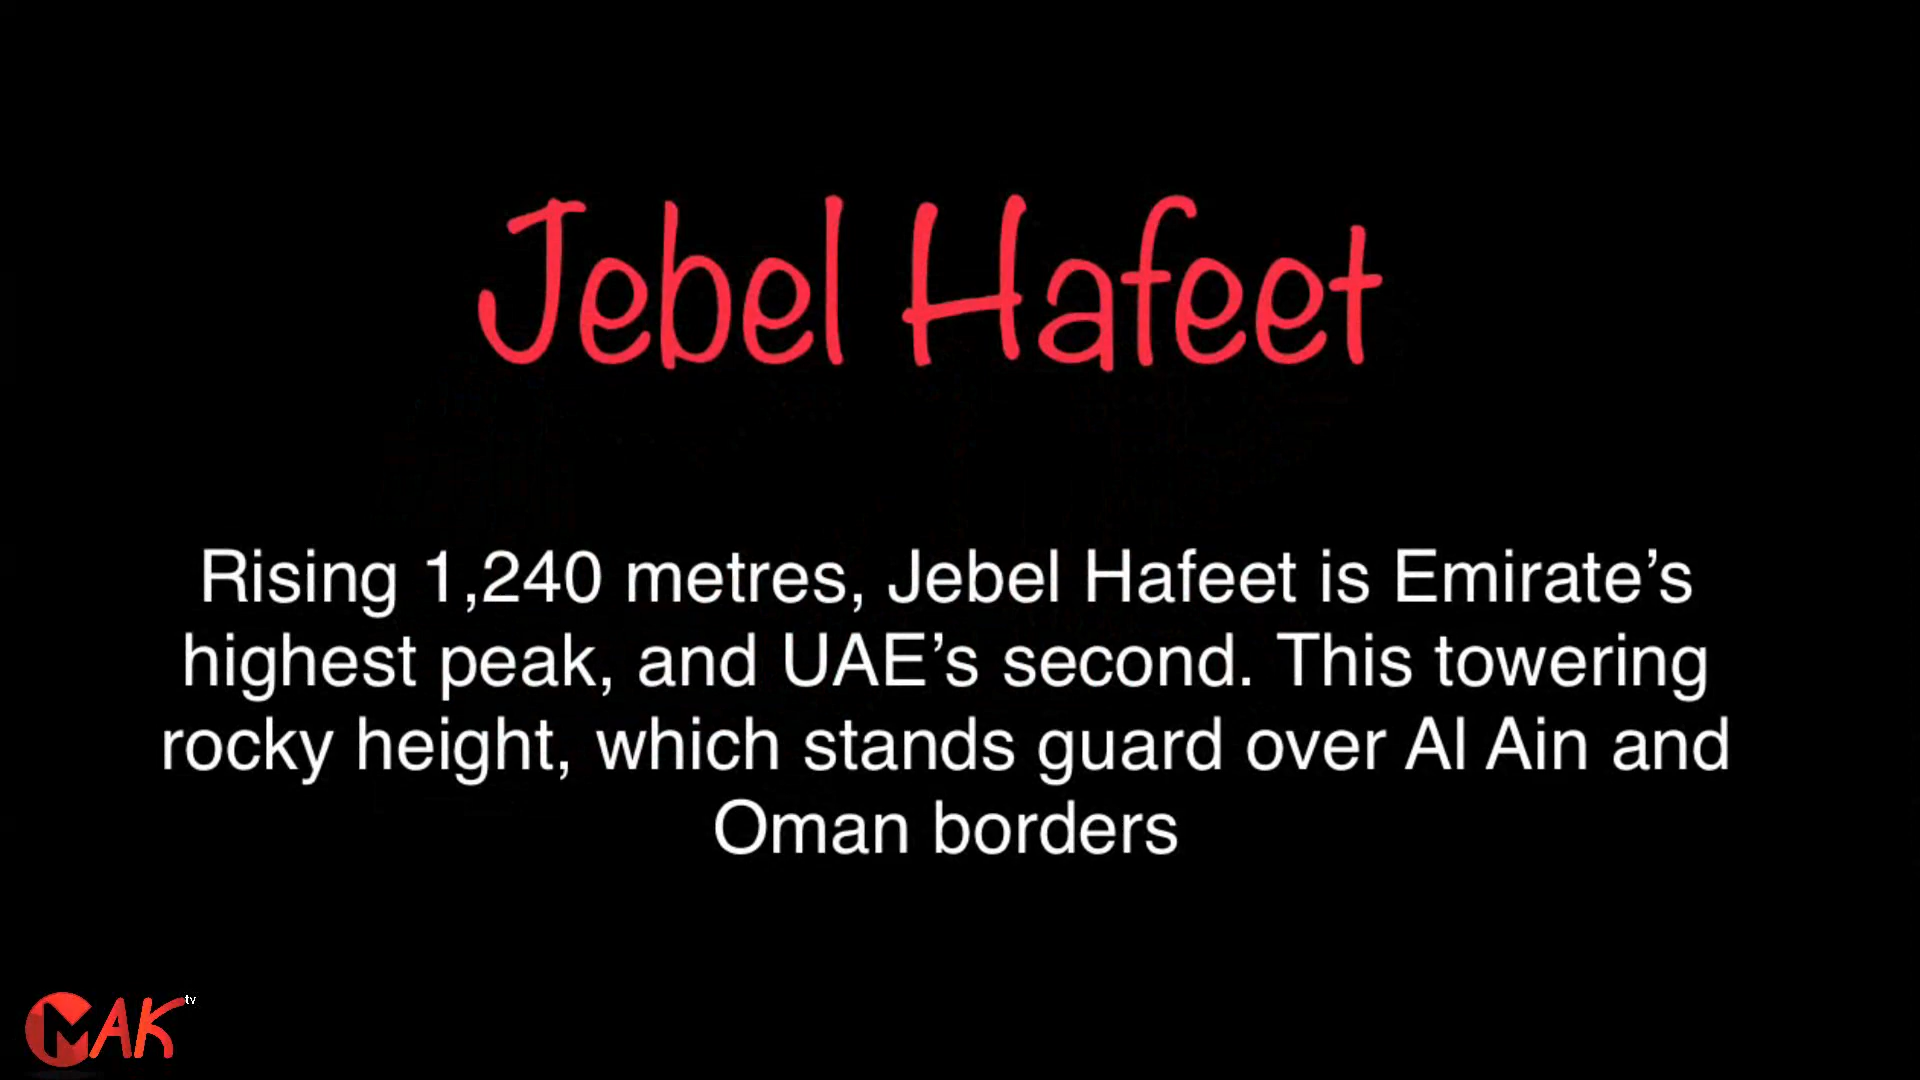 Jebel Hafeet
Rising 1,240 metres, Jebel Hafeet is Emirate’s
highest peak, and UAE’s second. This towering
rocky height, which stands guard over Al Ain and
Oman borders
MAK tv